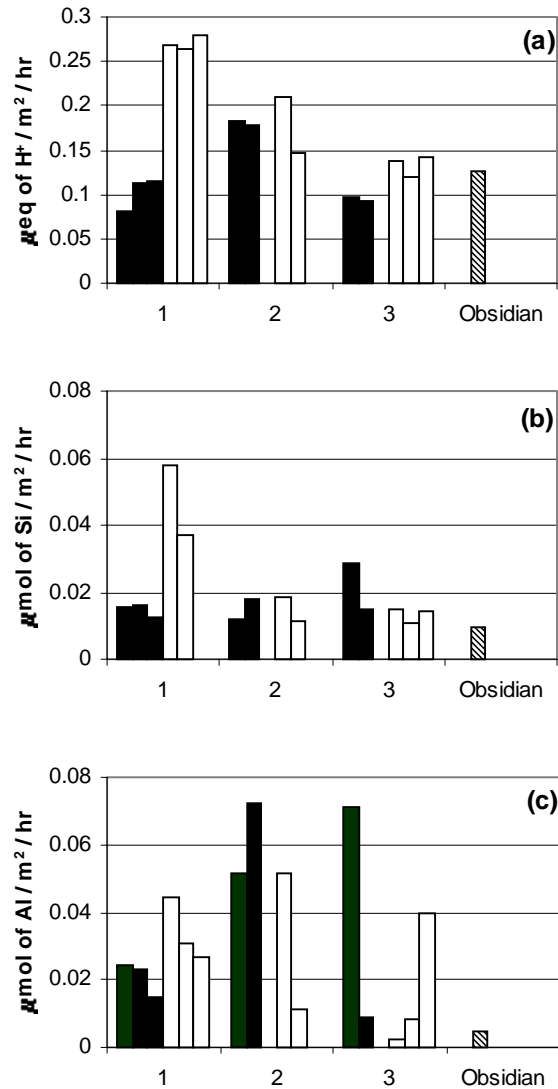 (a)
µeq of H⁺ / m² / hr
0.3
0.25
0.2
0.15
0.1
0.05
0
1 2 3 Obsidian
(b)
µmol of Si / m² / hr
0.08
0.06
0.04
0.02
0
1 2 3 Obsidian
(c)
µmol of Al / m² / hr
0.08
0.06
0.04
0.02
0
1 2 3 Obsidian